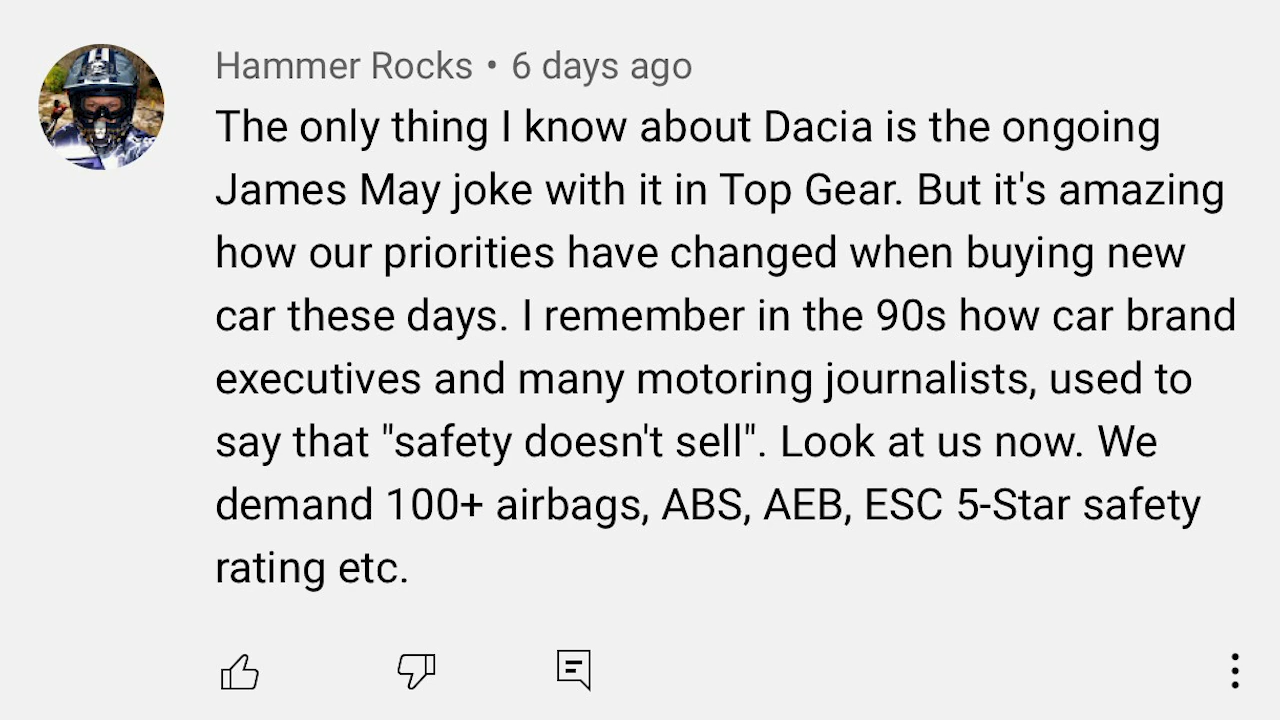 Hammer Rocks • 6 days ago
The only thing I know about Dacia is the ongoing
James May joke with it in Top Gear. But it's amazing
how our priorities have changed when buying new
car these days. I remember in the 90s how car brand
executives and many motoring journalists, used to
say that "safety doesn't sell". Look at us now. We
demand 100+ airbags, ABS, AEB, ESC 5-Star safety
rating etc.